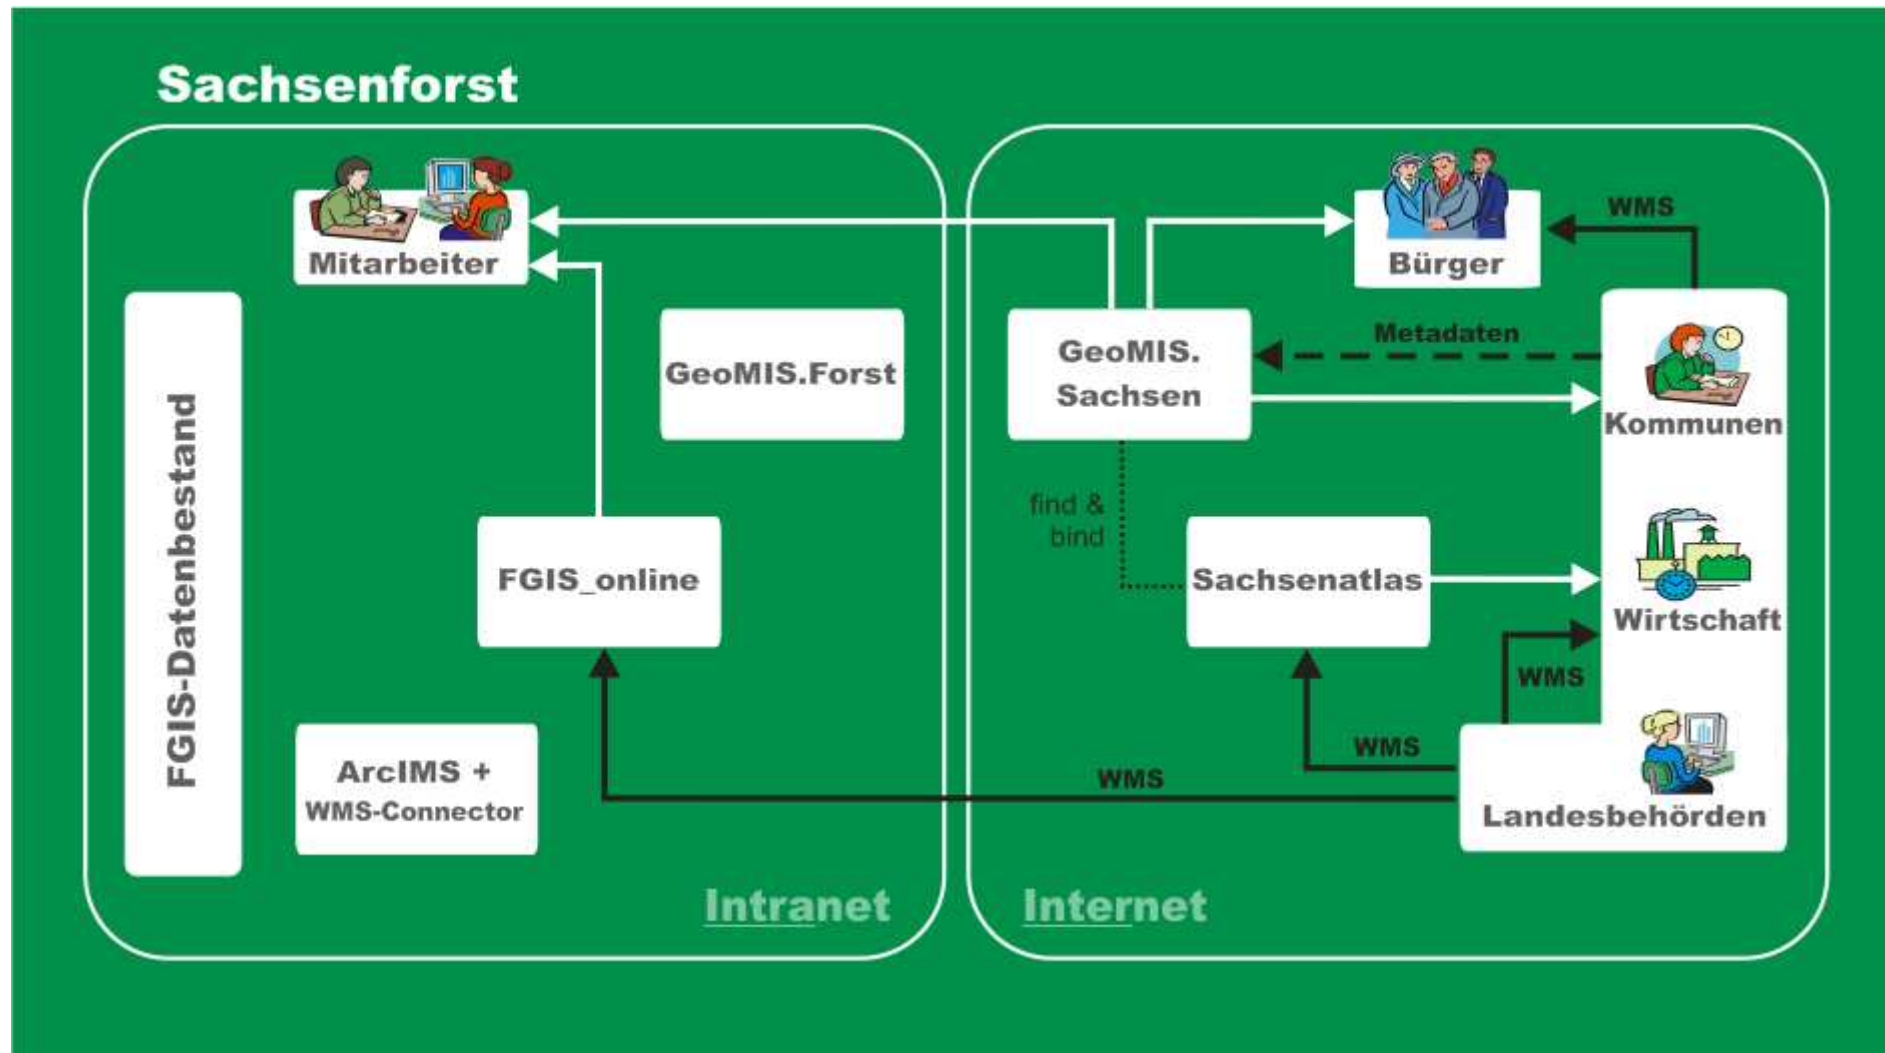 Sachsenforst
Mitarbeiter
FGIS-Datenbestand
GeoMIS.Forst
FGIS_online
ArcIMS +
WMS-Connector
Intranet
Bürger
WMS
GeoMIS.
Sachsen
Metadaten
Kommunen
find &
bind
Sachsenatlas
Wirtschaft
WMS
WMS
WMS
Landesbehörden
Internet